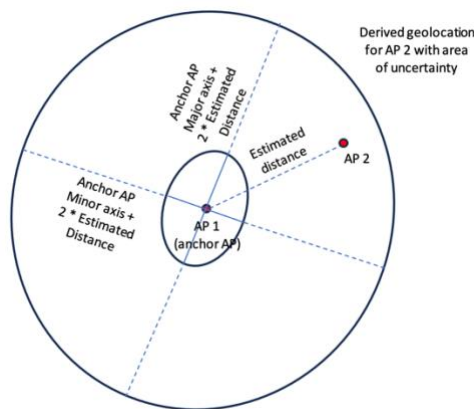 Derived geolocation
for AP 2 with area
of uncertainty
Anchor AP
Major axis +
2 * Estimated
Distance
Estimated
distance
AP 2
Anchor AP
Minor axis +
2 * Estimated
Distance
AP 1
(anchor AP)